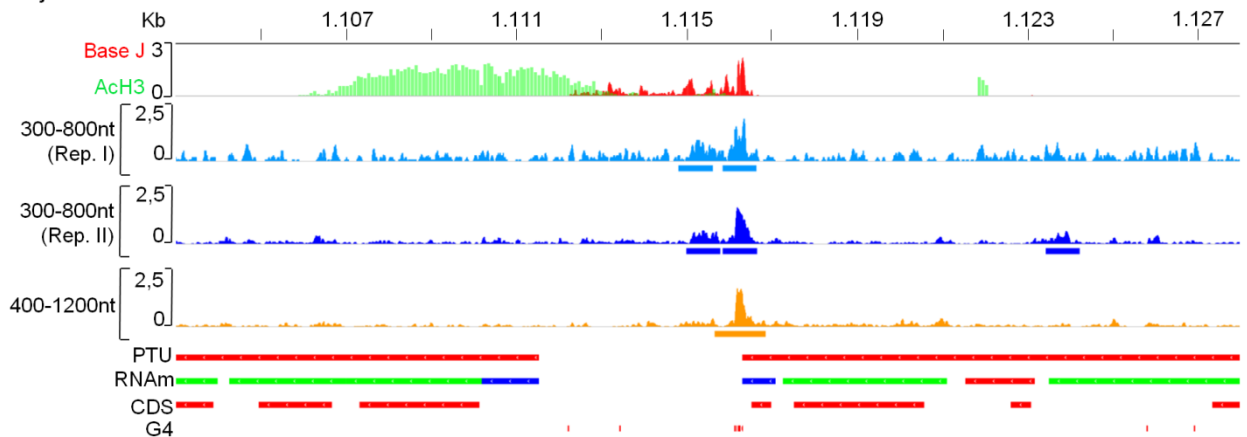 Kb 1.107 1.111 1.115 1.119 1.123 1.127
Base J 3
AcH3 0
300-800nt 2,5
(Rep. I) 0
300-800nt 2,5
(Rep. II) 0
2,5
400-1200nt
0
PTU
RNAm
CDS
G4